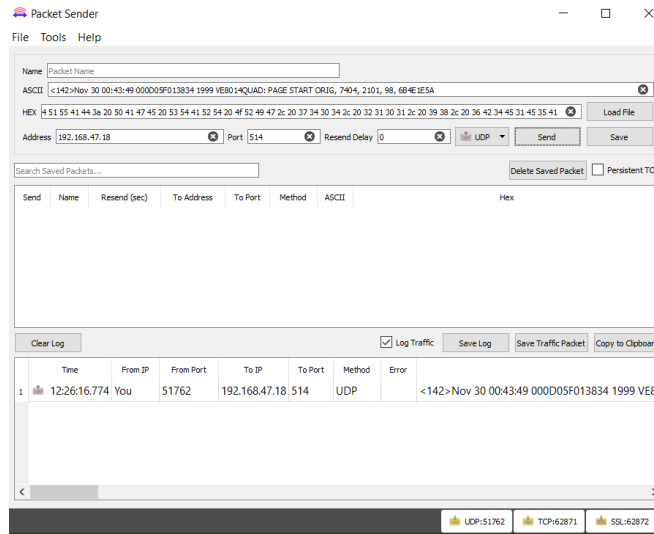 Packet Sender
File Tools Help
Name Packet Name
ASCII <142>Nov 30 00:43:49 000D05F013834 1999 VE8014QUAD: PAGE START ORIG, 7404, 2101, 98, 6B4E1E5A
HEX 4 51 55 41 44 3a 20 50 41 47 45 20 53 54 41 52 54 20 4f 52 49 47 2c 20 37 34 30 34 2c 20 32 31 30 31 2c 20 39 38 2c 20 36 42 34 45 31 45 35 41 Load File
Address 192.168.47.18 Port 514 Resend Delay 0 UDP Send Save
Search Saved Packets... Delete Saved Packet Persistent TC
Send Name Resend (sec) To Address To Port Method ASCII Hex
Clear Log Log Traffic Save Log Save Traffic Packet Copy to Clipboar
Time From IP From Port To IP To Port Method Error
1 12:26:16.774 You 51762 192.168.47.18 514 UDP <142>Nov 30 00:43:49 000D05F013834 1999 VE8
UDP:51762 TCP:62871 SSL:62872